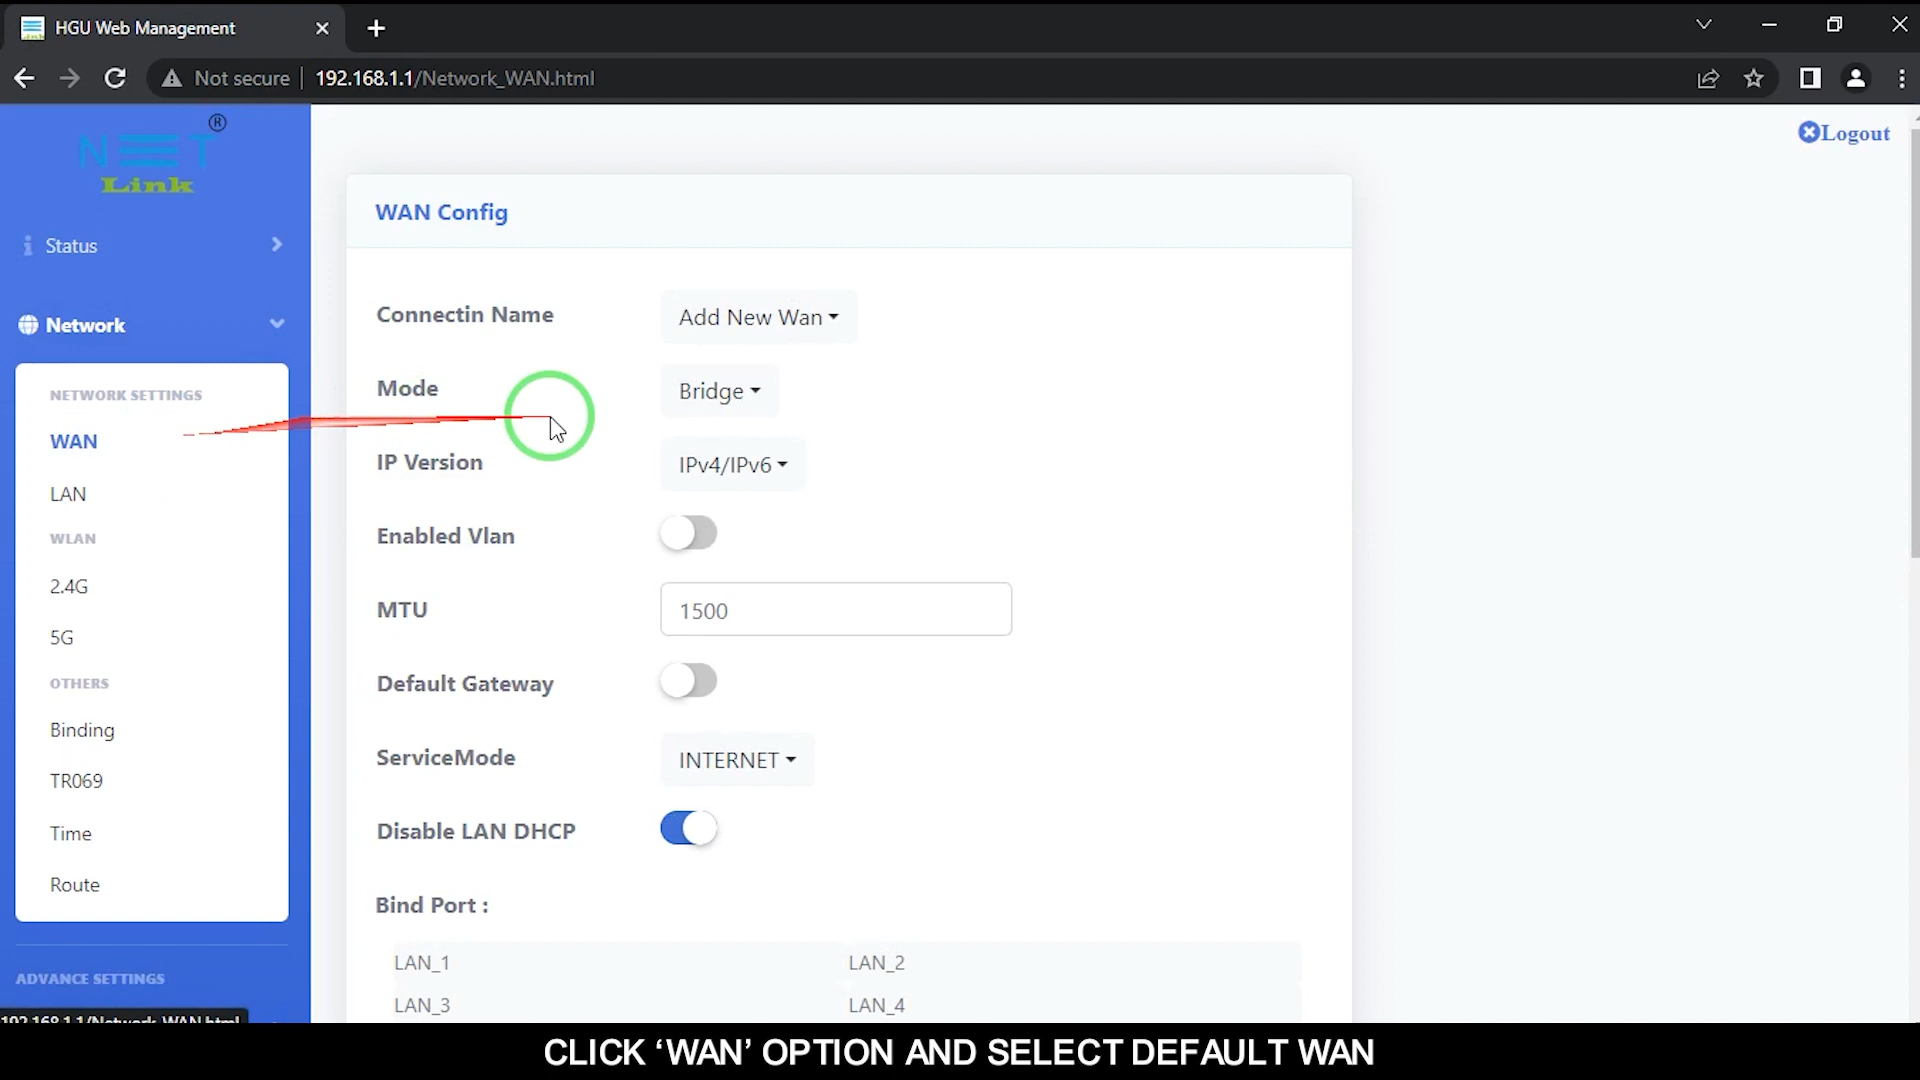 HGU Web Management
Not secure
192.168.1.1/Network_WAN.html
Logout
®
NET
Link
Status
Network
NETWORK SETTINGS
WAN
LAN
WLAN
2.4G
5G
OTHERS
Binding
TR069
Time
Route
ADVANCE SETTINGS
192.168.1.1/Network_WAN.html
WAN Config
Connectin Name
Add New Wan
Mode
Bridge
IP Version
IPv4/IPv6
Enabled Vlan
MTU
1500
Default Gateway
ServiceMode
INTERNET
Disable LAN DHCP
Bind Port :
LAN_1 LAN_2
LAN_3 LAN_4
CLICK ‘WAN’ OPTION AND SELECT DEFAULT WAN